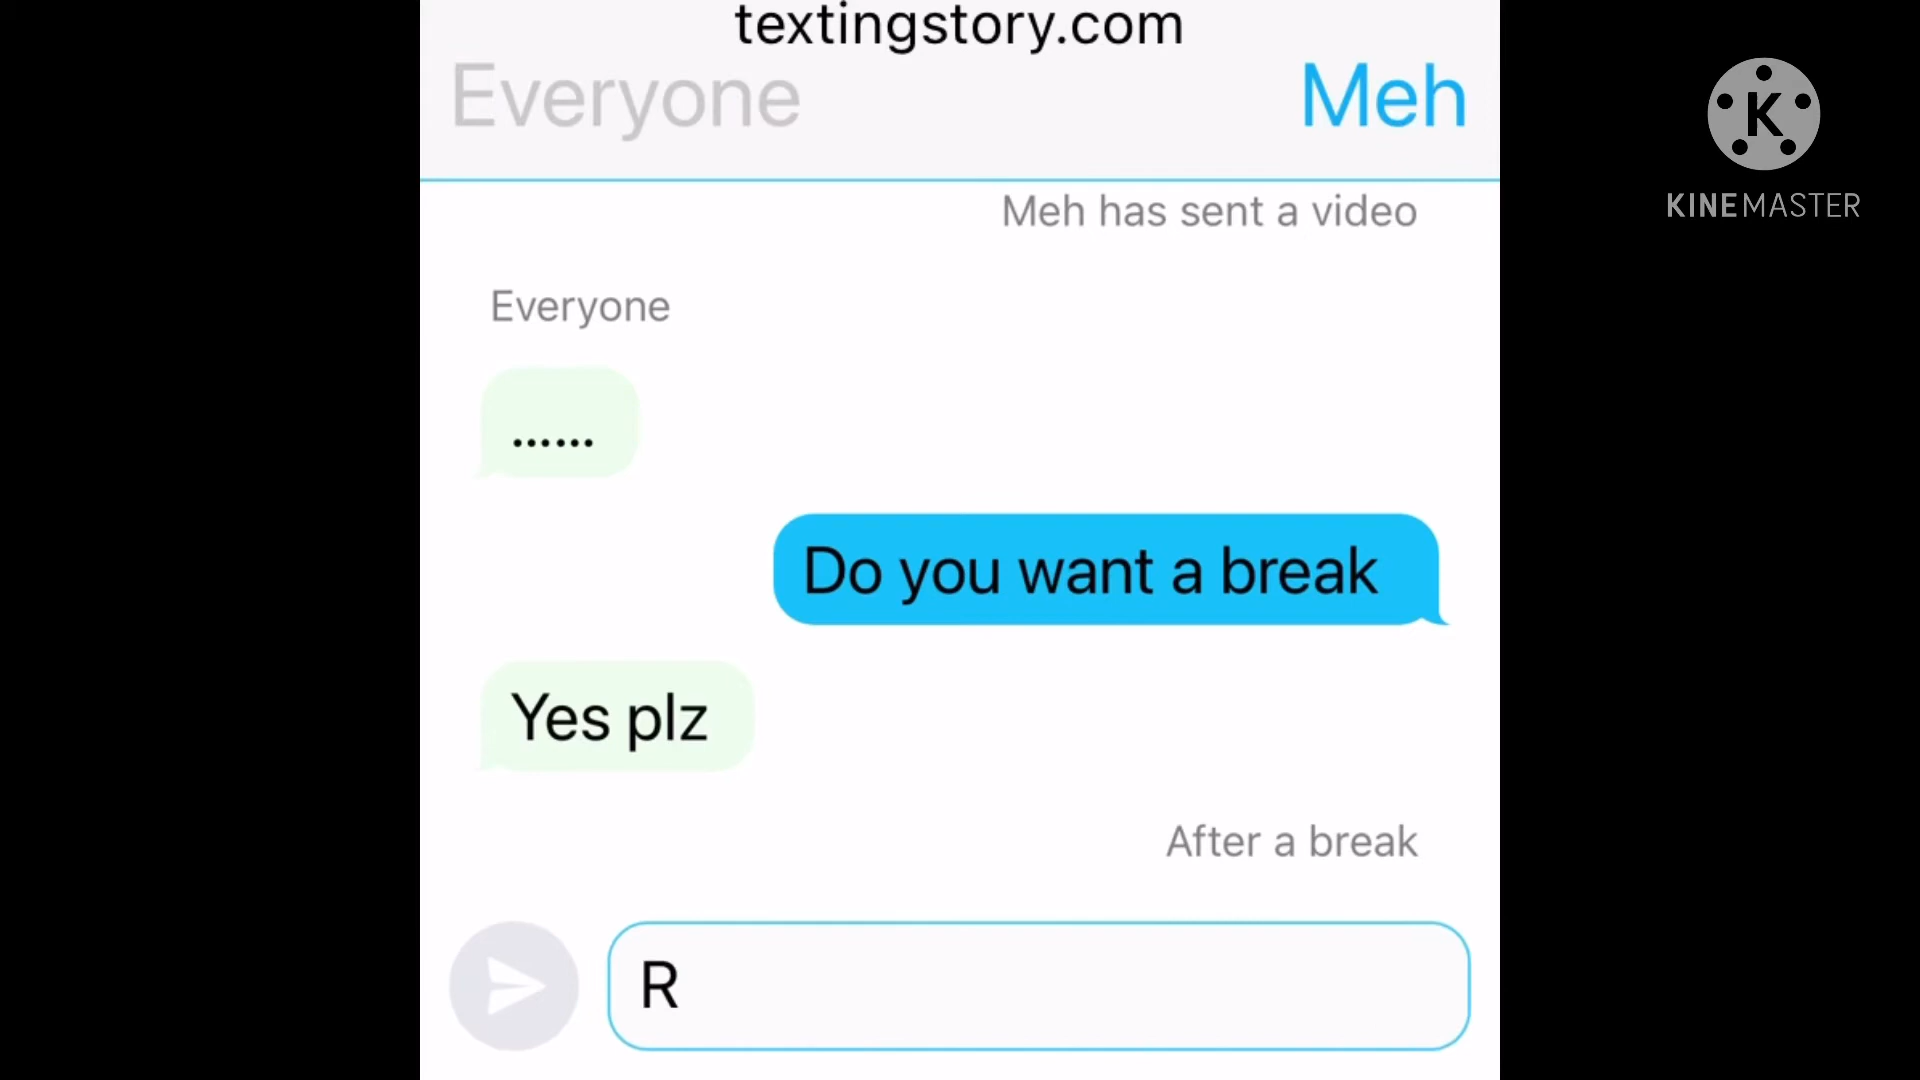 textingstory.com
Everyone
Meh
K
KINEMASTER
Meh has sent a video
Everyone
......
Do you want a break
Yes plz
After a break
R